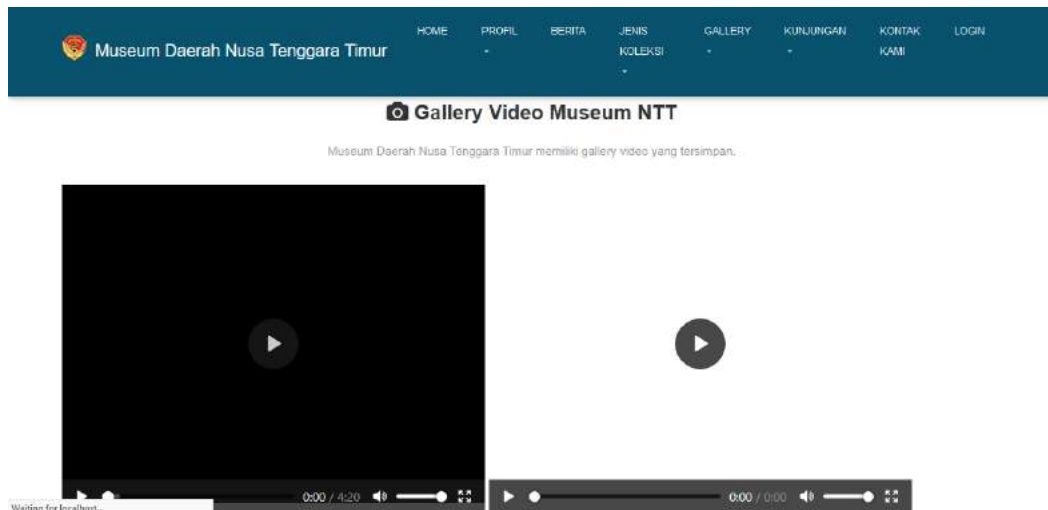 Museum Daerah Nusa Tenggara Timur
HOME
PROFIL
BERITA
JENIS
KOLEKSI
GALLERY
KUNJUNGAN
KONTAK
KAMI
LOGIN
Gallery Video Museum NTT
Museum Daerah Nusa Tenggara Timur memiliki gallery video yang tersimpan.
0:00 / 4:20
0:00 / 0:00
Waiting for localhost...